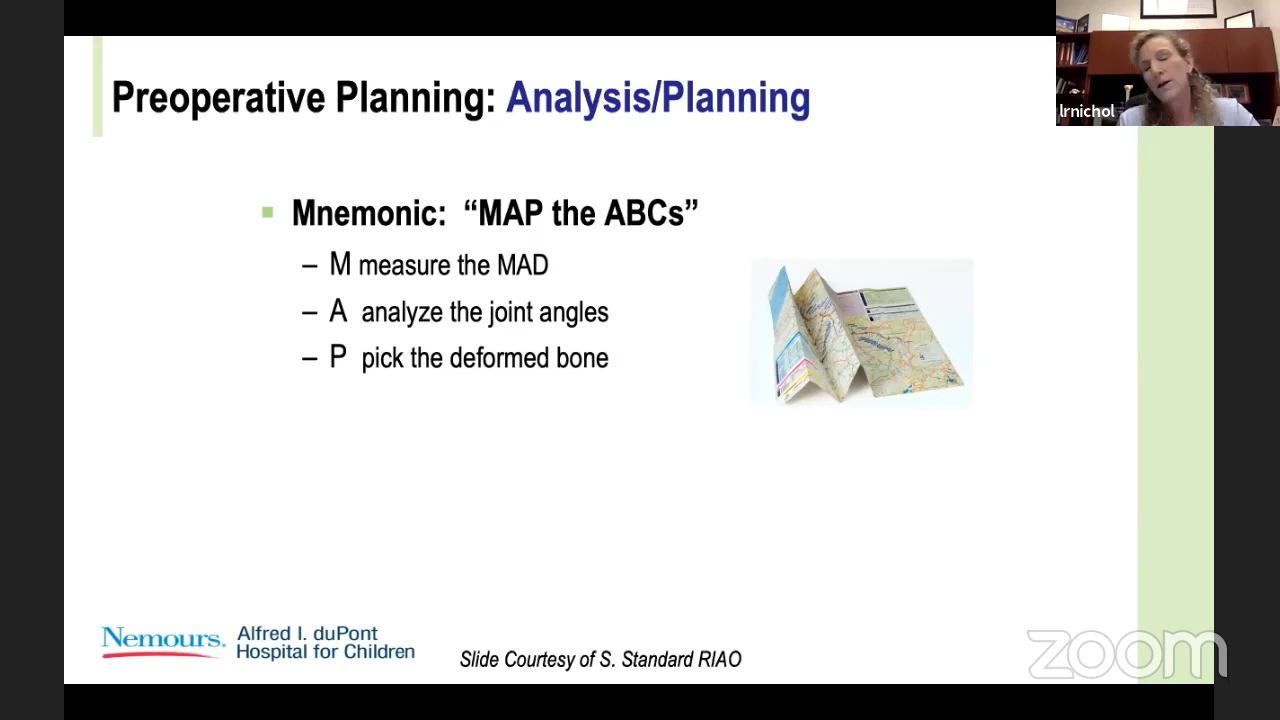 Preoperative Planning: Analysis/Planning
lrnichol
▪ Mnemonic: “MAP the ABCs”
– M measure the MAD
– A analyze the joint angles
– P pick the deformed bone
Nemours. Alfred I. duPont
Hospital for Children
Slide Courtesy of S. Standard RIAO
zoom